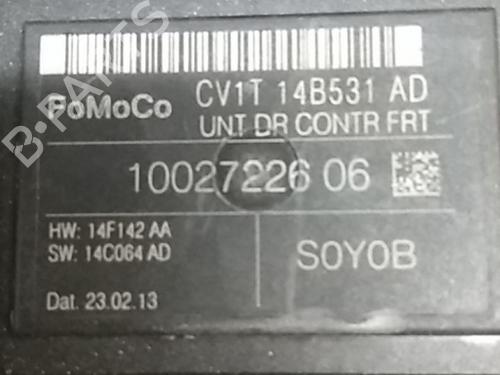 FoMoCo CV1T 14B531 AD
UNT DR CONTR FRT
10027226 06
HW: 14F142 AA
SW: 14C064 AD
S0Y0B
Dat. 23.02.13
B-PARTS